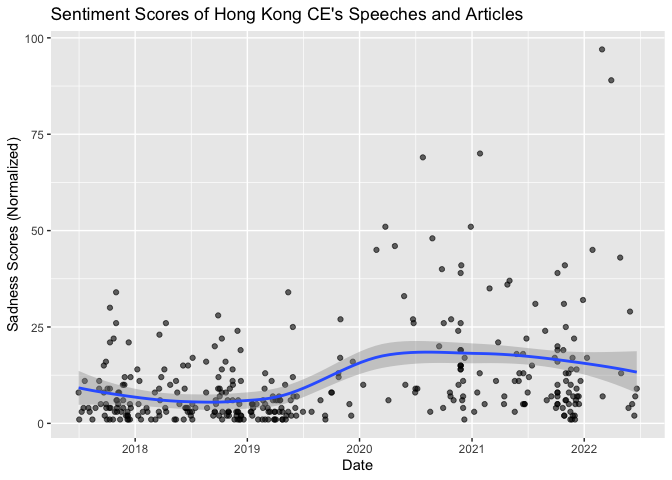 Sentiment Scores of Hong Kong CE's Speeches and Articles
100
75
50
25
0
Sadness Scores (Normalized)
2018 2019 2020 2021 2022
Date